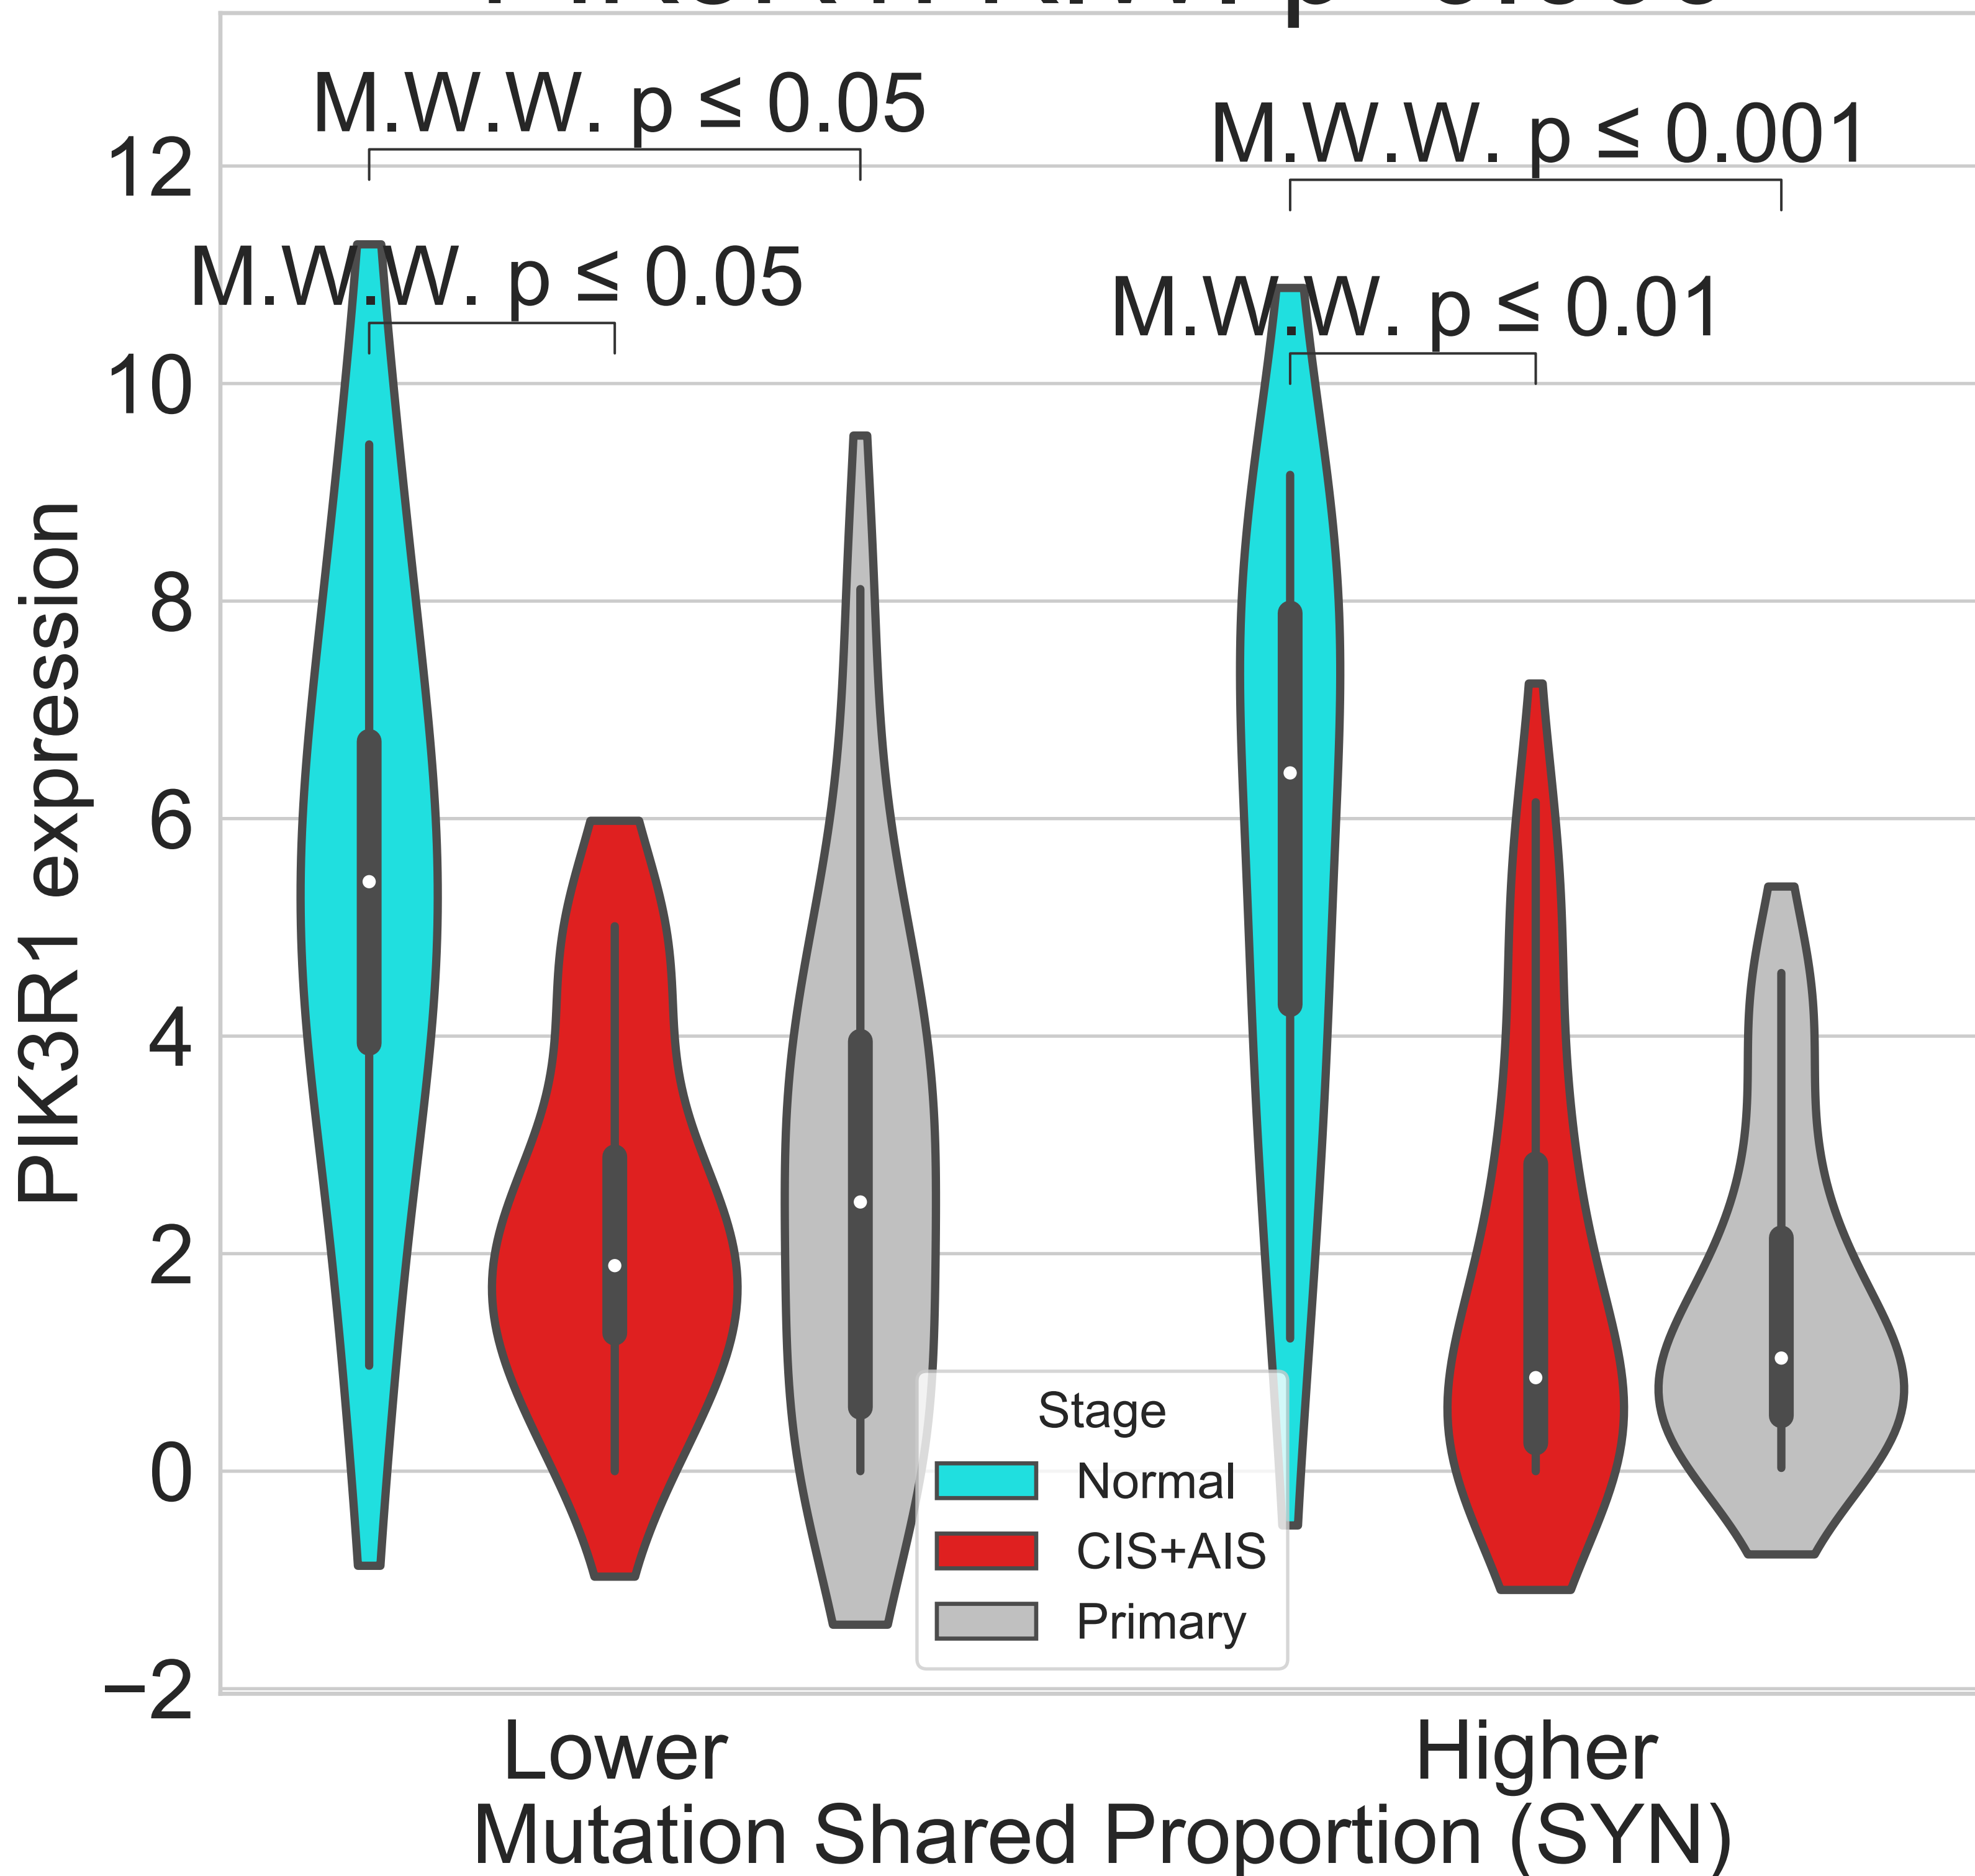 M.W.W. p ≤ 0.05
M.W.W. p ≤ 0.001
12
M.W.W. p ≤ 0.05
M.W.W. p ≤ 0.01
10
8
6
4
2
0
−2
PIK3R1 expression
Stage
Normal
CIS+AIS
Primary
Lower
Higher
Mutation Shared Proportion (SYN)